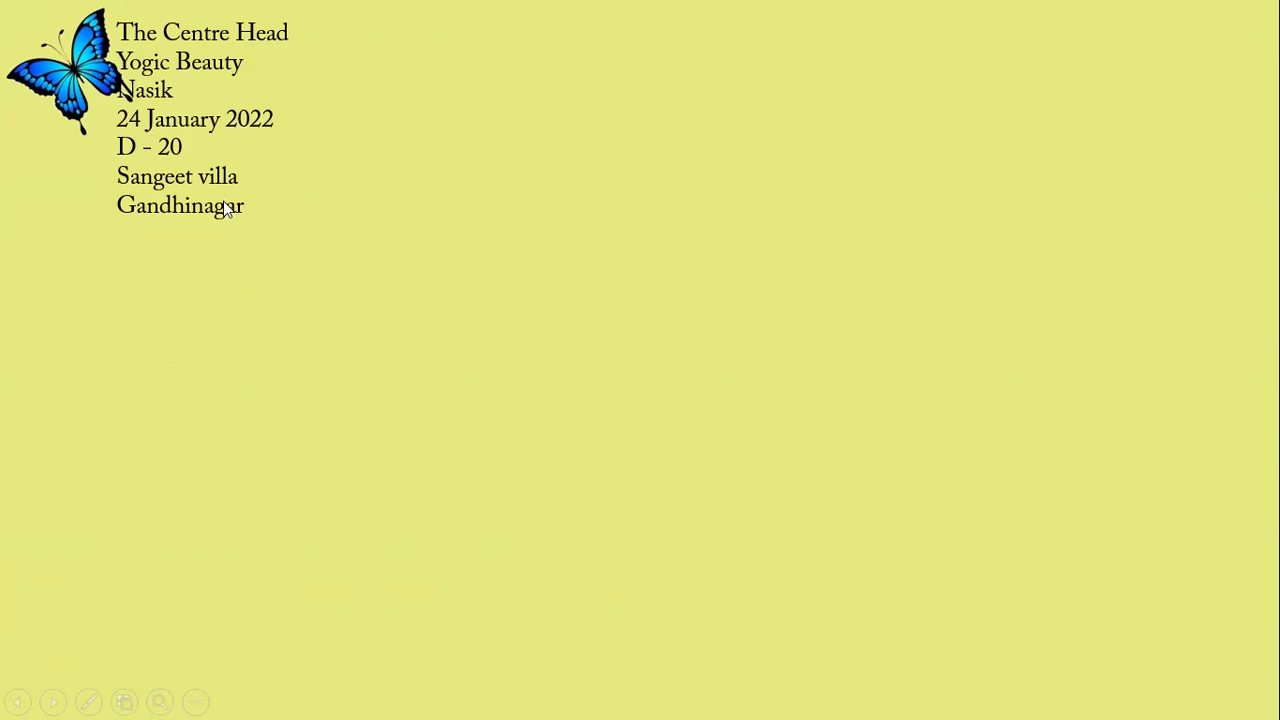 The Centre Head
Yogic Beauty
Nasik
24 January 2022
D - 20
Sangeet villa
Gandhinagar